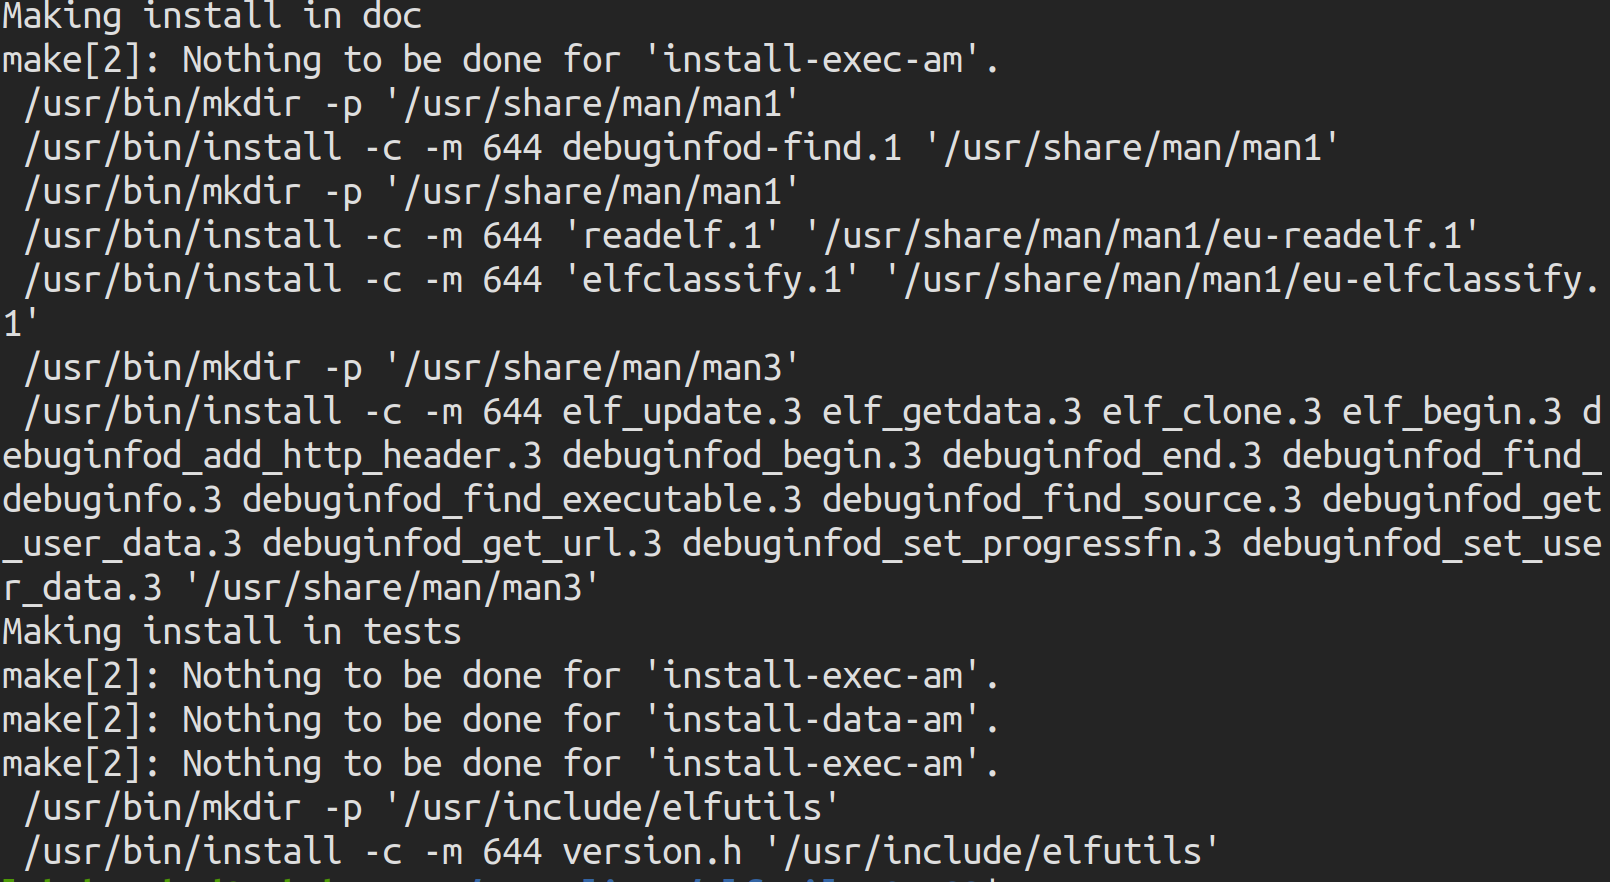 Making install in doc
make[2]: Nothing to be done for 'install-exec-am'.
 /usr/bin/mkdir -p '/usr/share/man/man1'
 /usr/bin/install -c -m 644 debuginfod-find.1 '/usr/share/man/man1'
 /usr/bin/mkdir -p '/usr/share/man/man1'
 /usr/bin/install -c -m 644 'readelf.1' '/usr/share/man/man1/eu-readelf.1'
 /usr/bin/install -c -m 644 'elfclassify.1' '/usr/share/man/man1/eu-elfclassify.
1'
 /usr/bin/mkdir -p '/usr/share/man/man3'
 /usr/bin/install -c -m 644 elf_update.3 elf_getdata.3 elf_clone.3 elf_begin.3 d
ebuginfod_add_http_header.3 debuginfod_begin.3 debuginfod_end.3 debuginfod_find_
debuginfo.3 debuginfod_find_executable.3 debuginfod_find_source.3 debuginfod_get
_user_data.3 debuginfod_get_url.3 debuginfod_set_progressfn.3 debuginfod_set_use
r_data.3 '/usr/share/man/man3'
Making install in tests
make[2]: Nothing to be done for 'install-exec-am'.
make[2]: Nothing to be done for 'install-data-am'.
make[2]: Nothing to be done for 'install-exec-am'.
 /usr/bin/mkdir -p '/usr/include/elfutils'
 /usr/bin/install -c -m 644 version.h '/usr/include/elfutils'